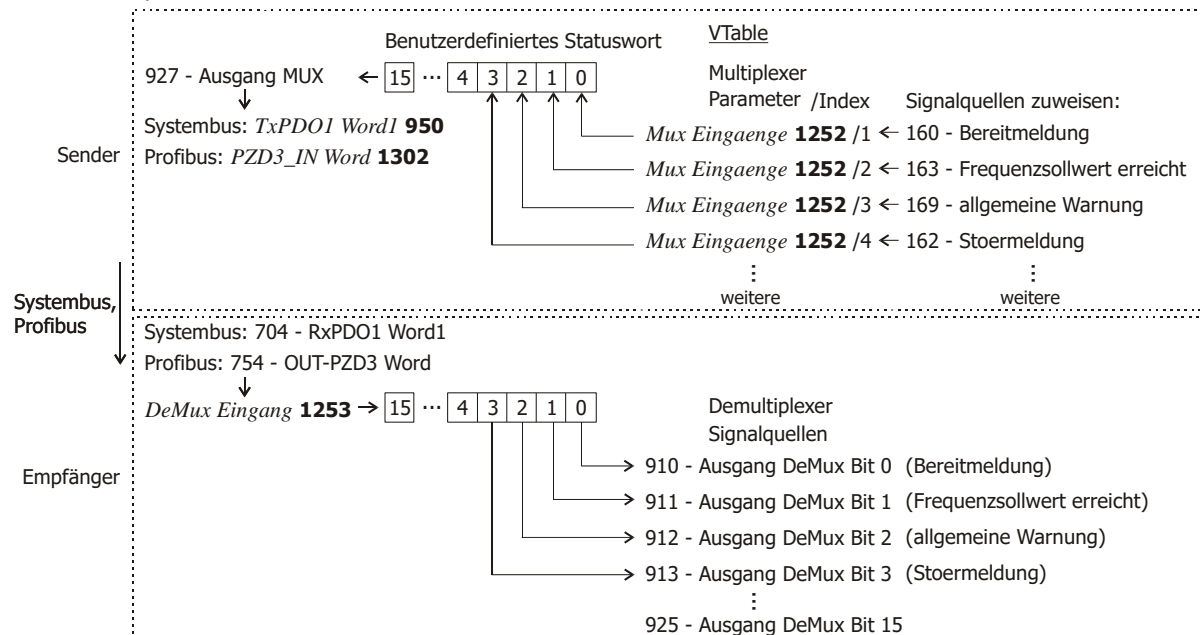 Benutzerdefiniertes Statuswort
VTable
927 - Ausgang MUX ← 15 ... 4 3 2 1 0
Multiplexer
Parameter /Index Signalquellen zuweisen:
Systembus: TxPDO1 Word1 950
Mux Eingaenge 1252 /1 ← 160 - Bereitmeldung
Sender
Profibus: PZD3_IN Word 1302
Mux Eingaenge 1252 /2 ← 163 - Frequenzsollwert erreicht
Mux Eingaenge 1252 /3 ← 169 - allgemeine Warnung
Mux Eingaenge 1252 /4 ← 162 - Stoermeldung
weitere weitere
Systembus,
Profibus
Systembus: 704 - RxPDO1 Word1
Profibus: 754 - OUT-PZD3 Word
DeMux Eingang 1253 → 15 ... 4 3 2 1 0
Demultiplexer
Signalquellen
Empfänger
910 - Ausgang DeMux Bit 0 (Bereitmeldung)
911 - Ausgang DeMux Bit 1 (Frequenzsollwert erreicht)
912 - Ausgang DeMux Bit 2 (allgemeine Warnung)
913 - Ausgang DeMux Bit 3 (Stoermeldung)
925 - Ausgang DeMux Bit 15